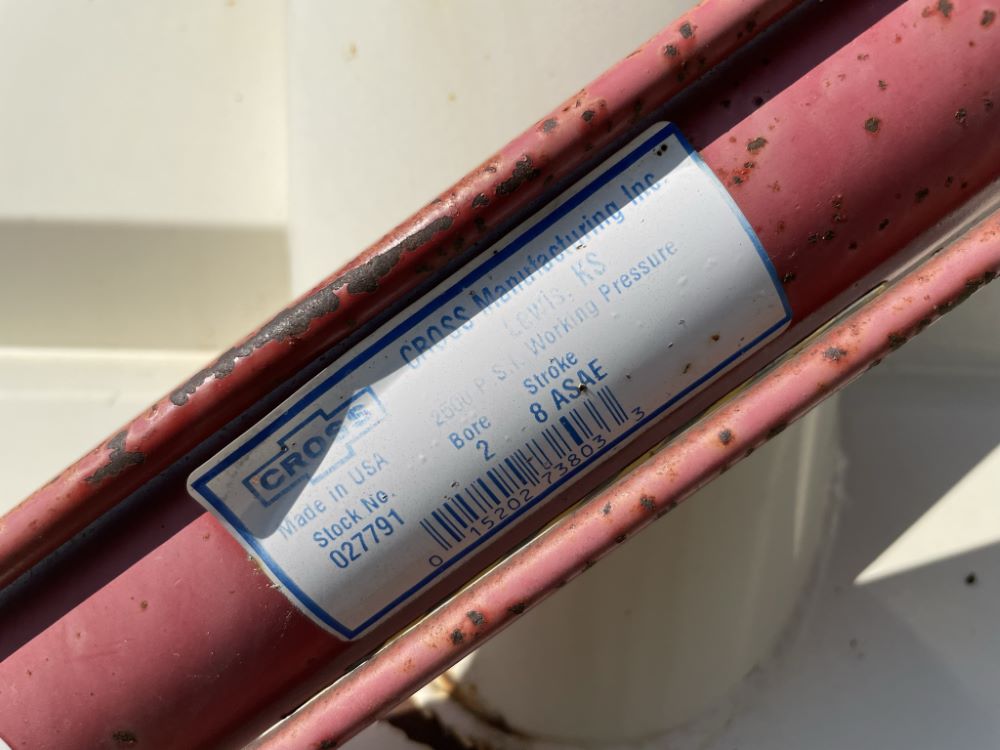 CROSS Manufacturing Inc.
Lewis, KS
2500 P.S.I. Working Pressure
Bore Stroke
2 8 ASAE
CROSS
Made in USA
Stock No.
027791
0 15202 73803 3